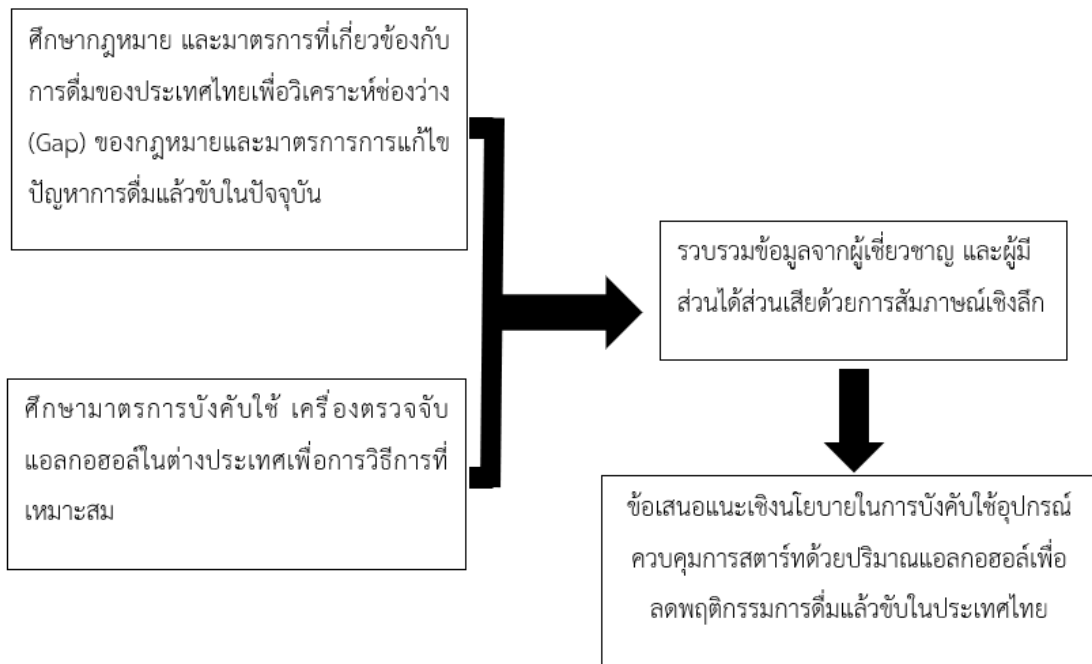 ศึกษากฎหมาย และมาตรการที่เกี่ยวข้องกับ
การดื่มของประเทศไทยเพื่อวิเคราะห์ช่องว่าง
(Gap) ของกฎหมายและมาตรการการแก้ไข
ปัญหาการดื่มแล้วขับในปัจจุบัน
ศึกษามาตรการบังคับใช้ เครื่องตรวจจับ
แอลกอฮอล์ในต่างประเทศเพื่อการวิธีการที่
เหมาะสม
รวบรวมข้อมูลจากผู้เชี่ยวชาญ และผู้มี
ส่วนได้ส่วนเสียด้วยการสัมภาษณ์เชิงลึก
ข้อเสนอแนะเชิงนโยบายในการบังคับใช้อุปกรณ์
ควบคุมการสตาร์ทด้วยปริมาณแอลกอฮอล์เพื่อ
ลดพฤติกรรมการดื่มแล้วขับในประเทศไทย